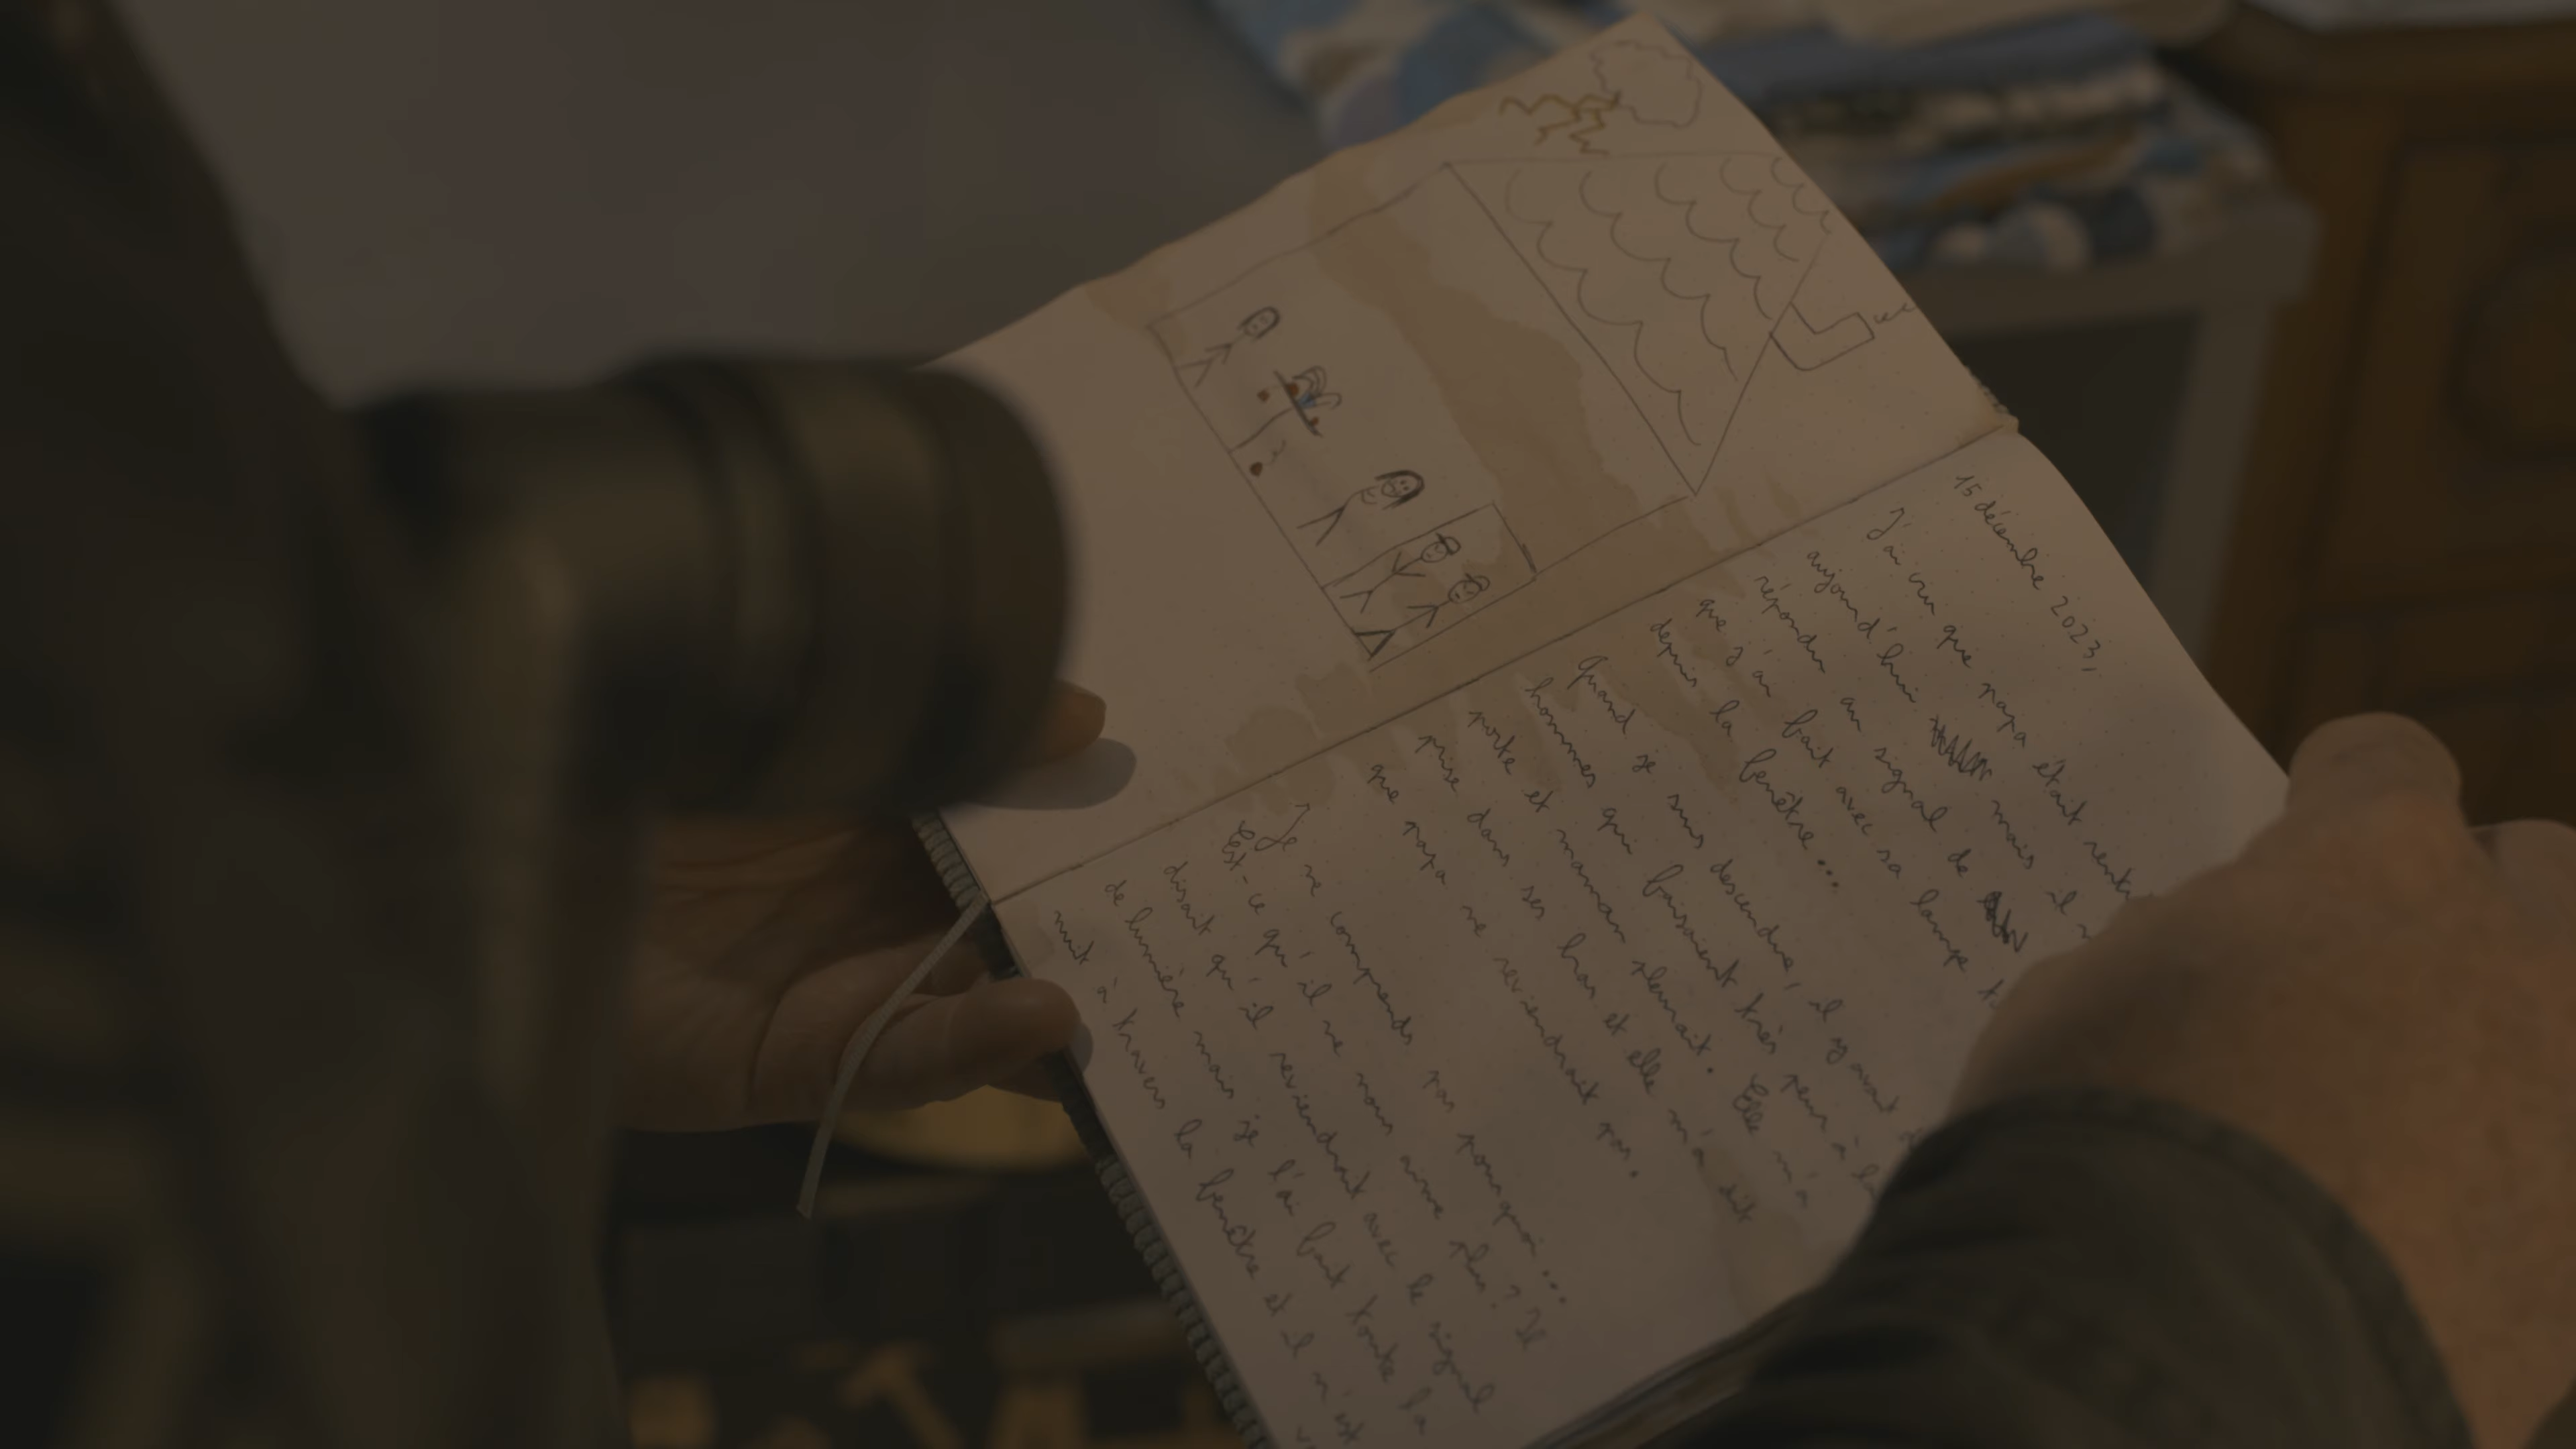 15 décembre 2023,
J'ai cru que papa était rentr
aujourd'hui mais il n
répondu au signal de
que j'ai fait avec sa lampe
depuis la fenêtre ...
Quand je suis descendu, il y avait
hommes qui faisaient très peur à la
porte et maman pleurait. Elle m'a
prise dans ses bras et elle m'a dit
que papa ne reviendrait pas.
Je ne comprends pas pourquoi ...
Est-ce qu'il ne nous aime plus ? Il
disait qu'il reviendrait avec le signal
de lumière mais je l'ai fait toute la
nuit à travers la fenêtre et il n'est